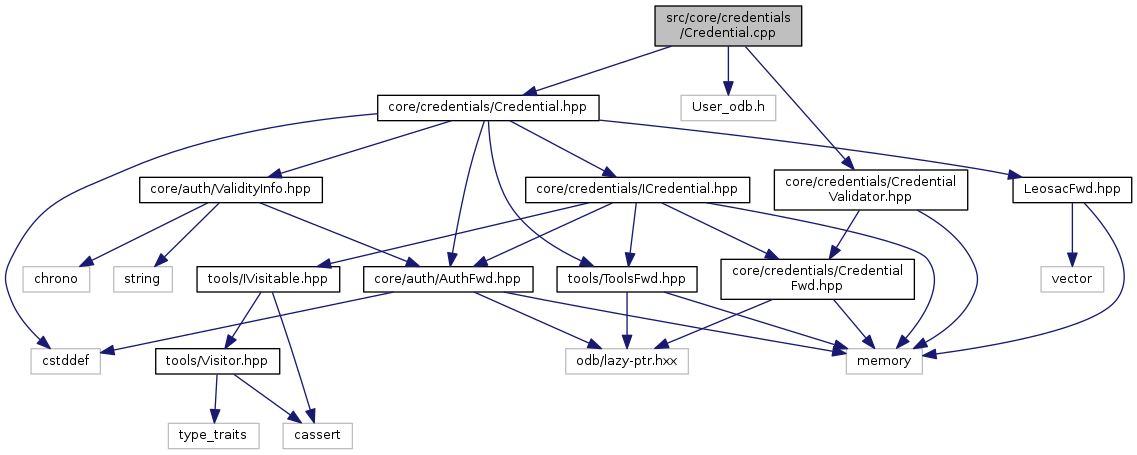 src/core/credentials
/Credential.cpp
core/credentials/Credential.hpp
User_odb.h
core/auth/ValidityInfo.hpp
core/credentials/ICredential.hpp
core/credentials/Credential
Validator.hpp
LeosacFwd.hpp
chrono
string
tools/IVisitable.hpp
core/auth/AuthFwd.hpp
tools/ToolsFwd.hpp
core/credentials/Credential
Fwd.hpp
vector
cstddef
tools/Visitor.hpp
odb/lazy-ptr.hxx
memory
type_traits
cassert